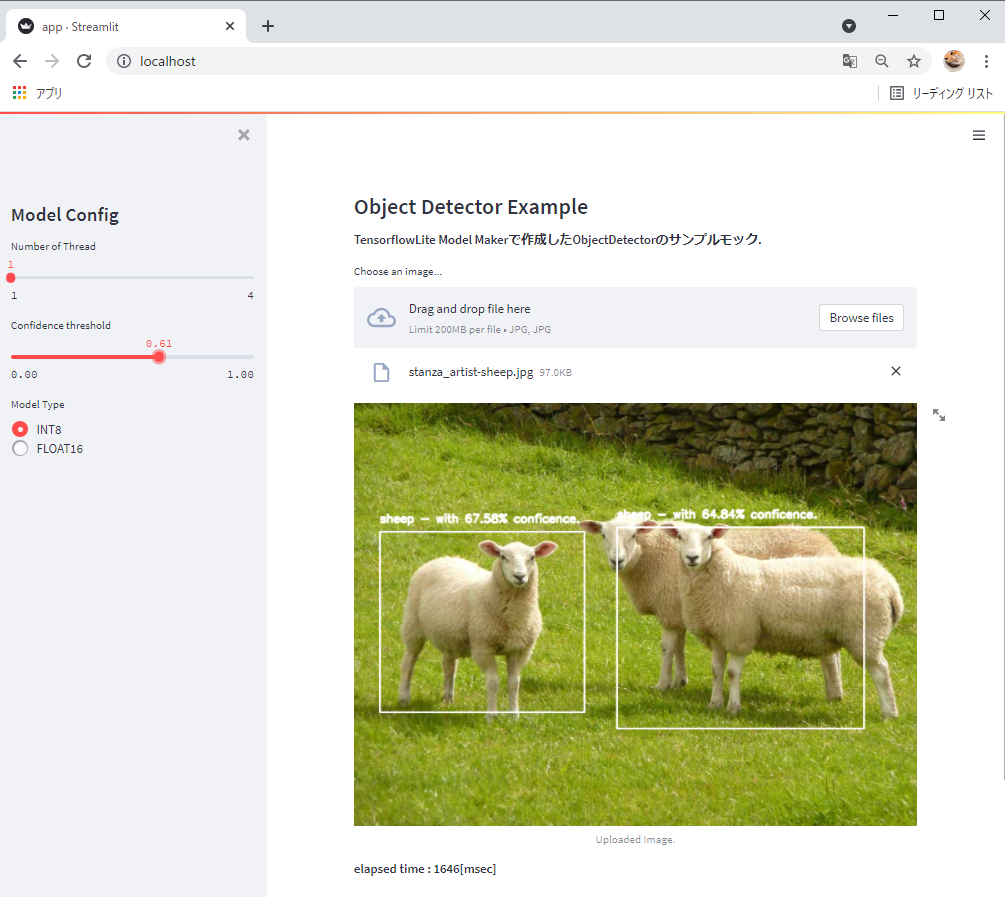 app · Streamlit
localhost
アプリ
リーディング リスト
Model Config
Number of Thread
1
1 4
Confidence threshold
0.61
0.00 1.00
Model Type
INT8
FLOAT16
Object Detector Example
TensorflowLite Model Makerで作成したObjectDetectorのサンプルモック.
Choose an image...
Drag and drop file here
Limit 200MB per file • JPG, JPG
Browse files
stanza_artist-sheep.jpg 97.0KB
sheep - with 67.58% conficence.
sheep - with 64.84% conficence.
Uploaded Image.
elapsed time : 1646[msec]